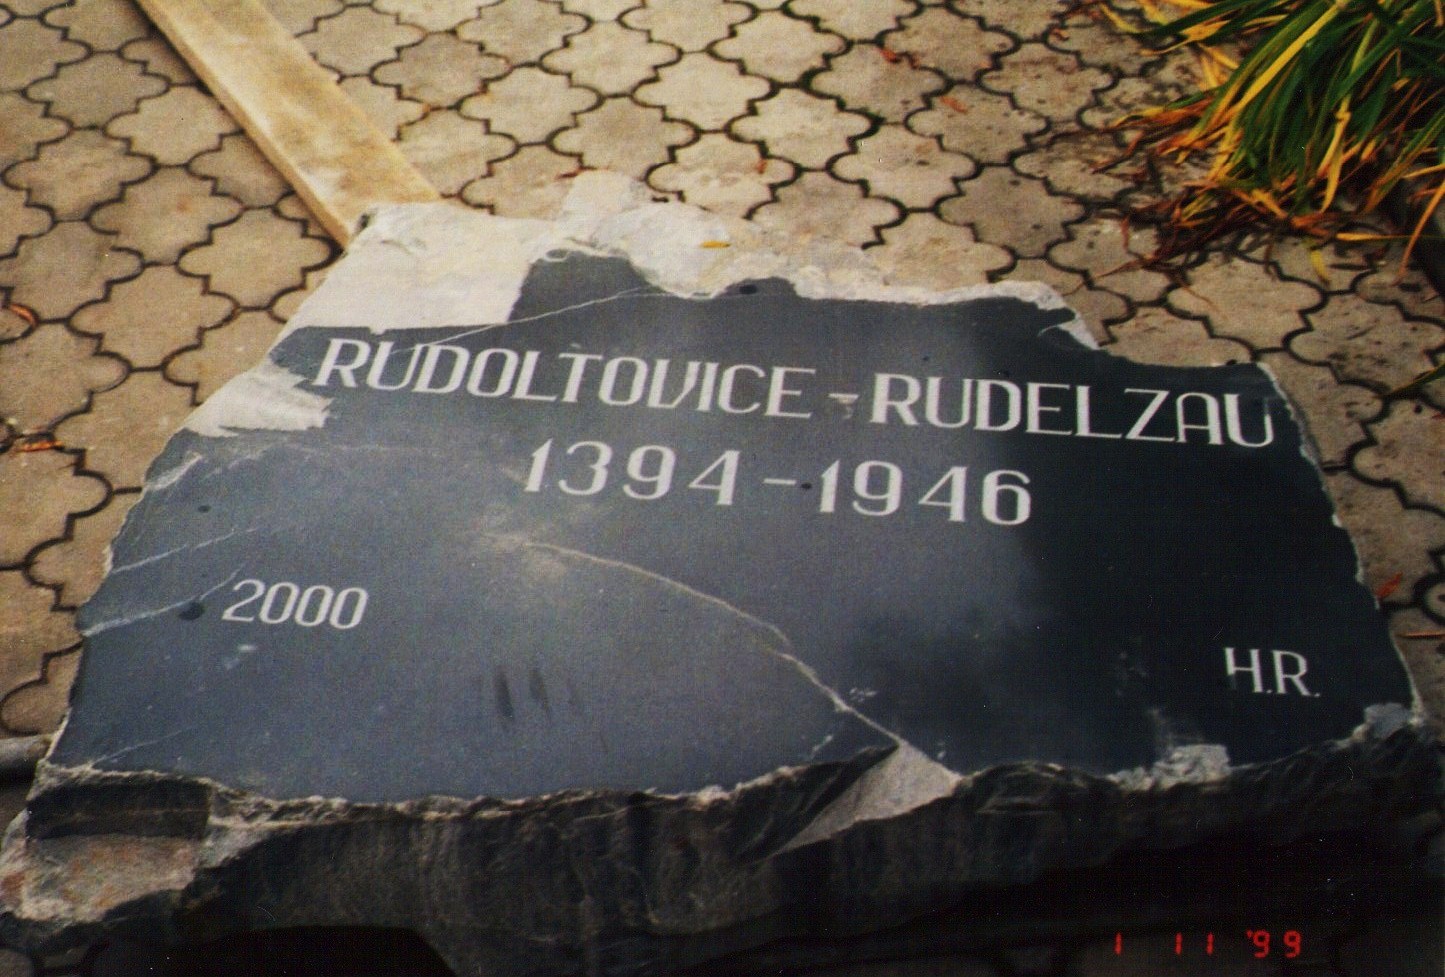 RUDOLTOVICE - RUDELZAU
1394 - 1946
2000
H.R.
1 11 '99